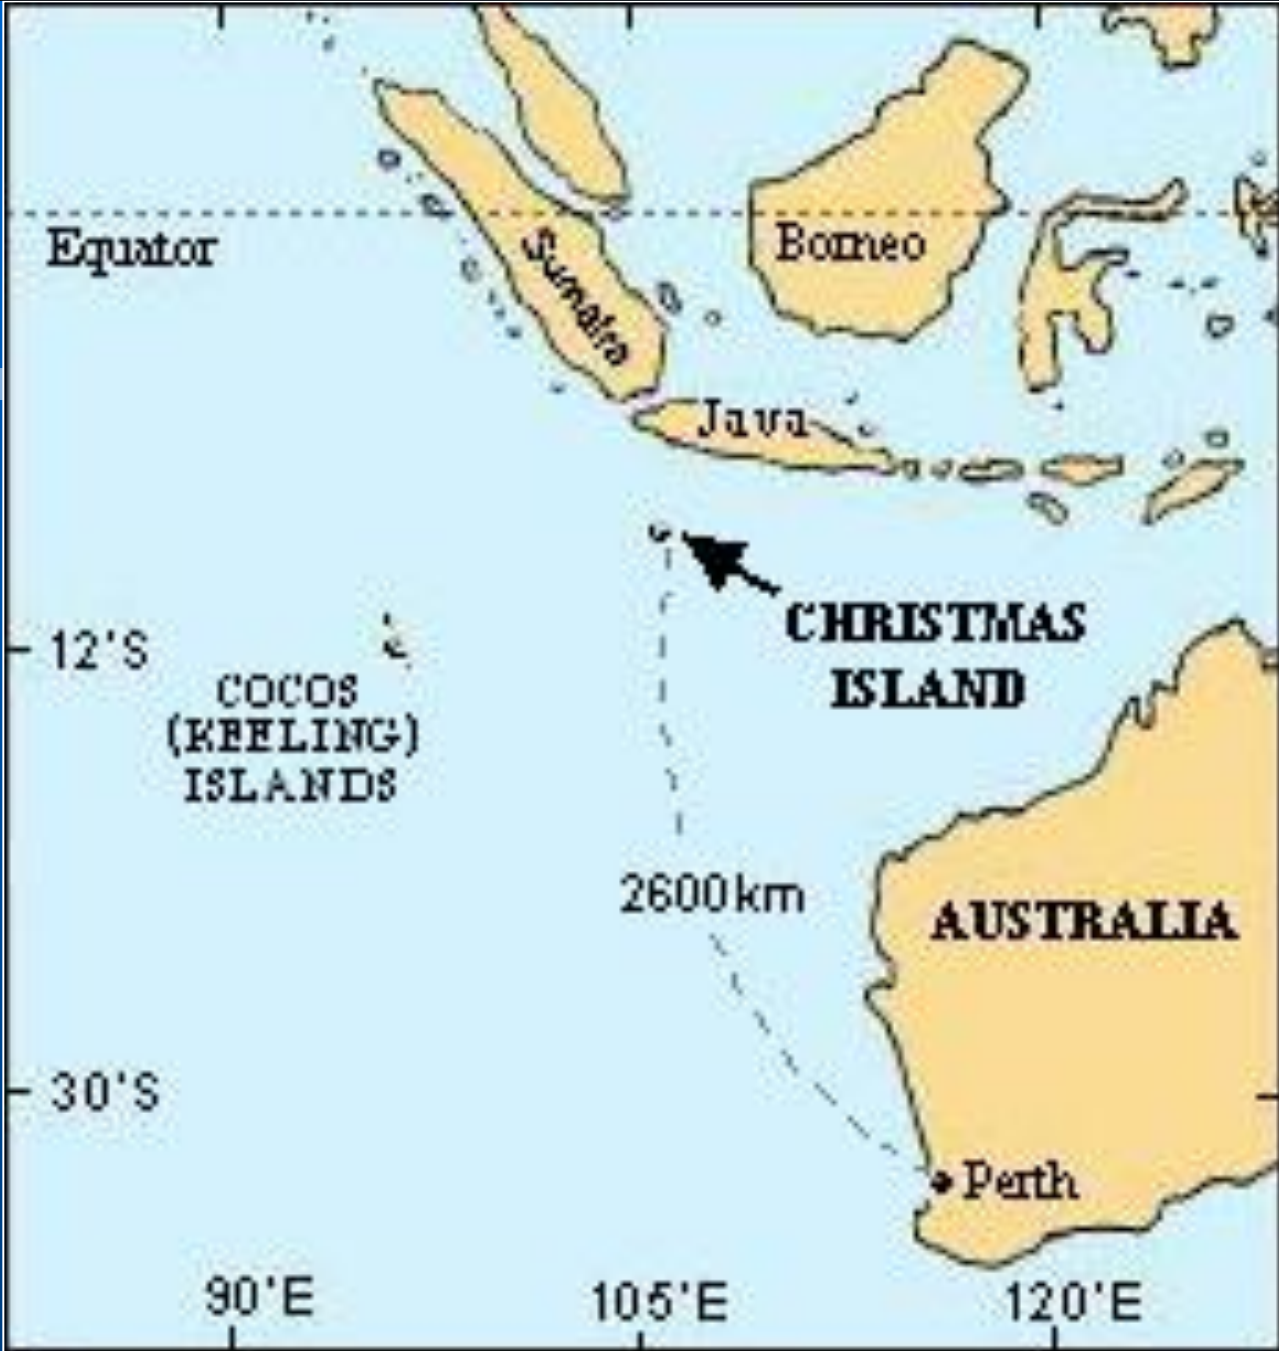 Equator
Sumatra
Borneo
Java
CHRISTMAS
ISLAND
12'S
COCOS
(KEELING)
ISLANDS
2600km
AUSTRALIA
30'S
Perth
90'E
105'E
120'E